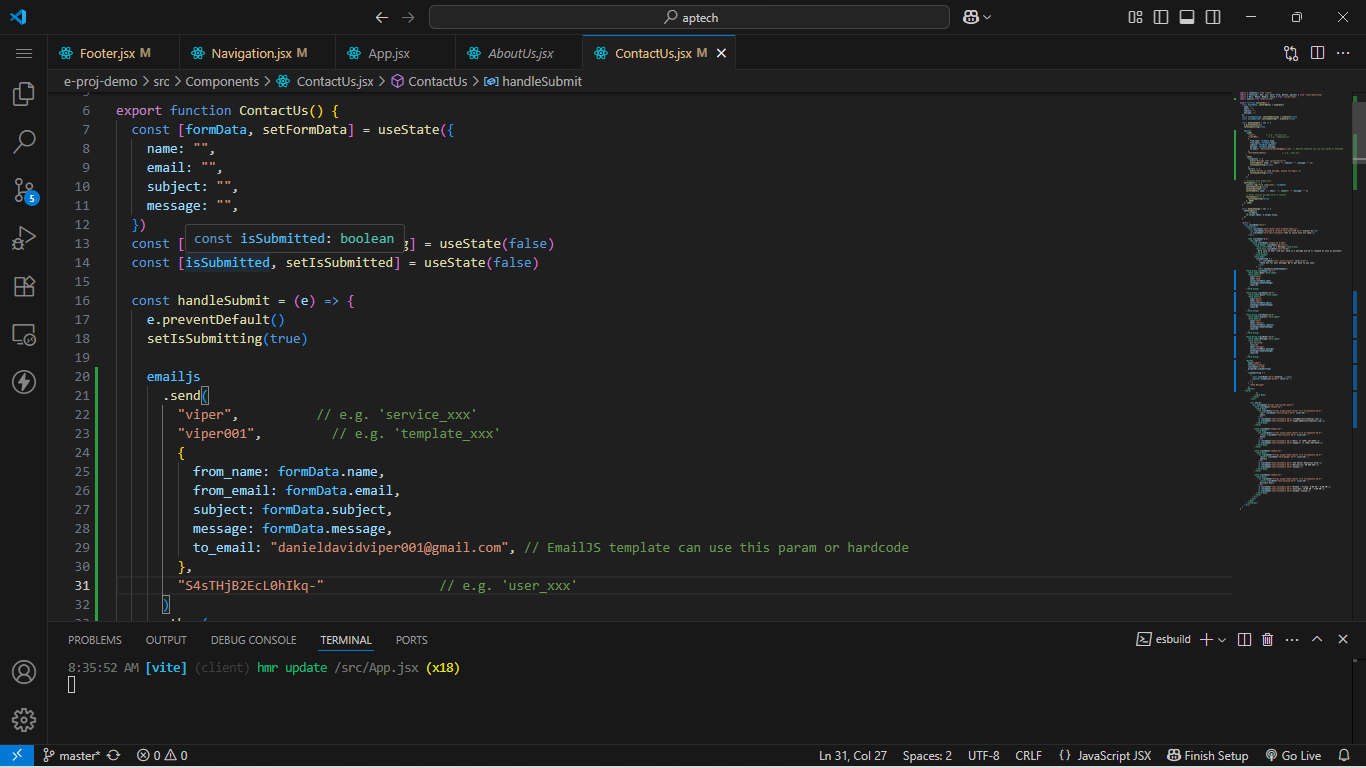 aptech
Footer.jsx M
Navigation.jsx M
App.jsx
AboutUs.jsx
ContactUs.jsx M
e-proj-demo > src > Components > ContactUs.jsx > ContactUs > handleSubmit
6 export function ContactUs() {
7 const [formData, setFormData] = useState({
8 name: "",
9 email: "",
10 subject: "",
11 message: "",
12 })
const isSubmitted: boolean
13 const [ g] = useState(false)
14 const [isSubmitted, setIsSubmitted] = useState(false)
15
16 const handleSubmit = (e) => {
17 e.preventDefault()
18 setIsSubmitting(true)
19
20 emailjs
21 .send(
22 "viper", // e.g. 'service_xxx'
23 "viper001", // e.g. 'template_xxx'
24 {
25 from_name: formData.name,
26 from_email: formData.email,
27 subject: formData.subject,
28 message: formData.message,
29 to_email: "danieldavidviper001@gmail.com", // EmailJS template can use this param or hardcode
30 },
31 "S4sTHjB2EcL0hIkq-" // e.g. 'user_xxx'
32 )
5
PROBLEMS OUTPUT DEBUG CONSOLE TERMINAL PORTS
esbuild
8:35:52 AM [vite] (client) hmr update /src/App.jsx (x18)
master* 0 0 Ln 31, Col 27 Spaces: 2 UTF-8 CRLF {} JavaScript JSX Finish Setup Go Live